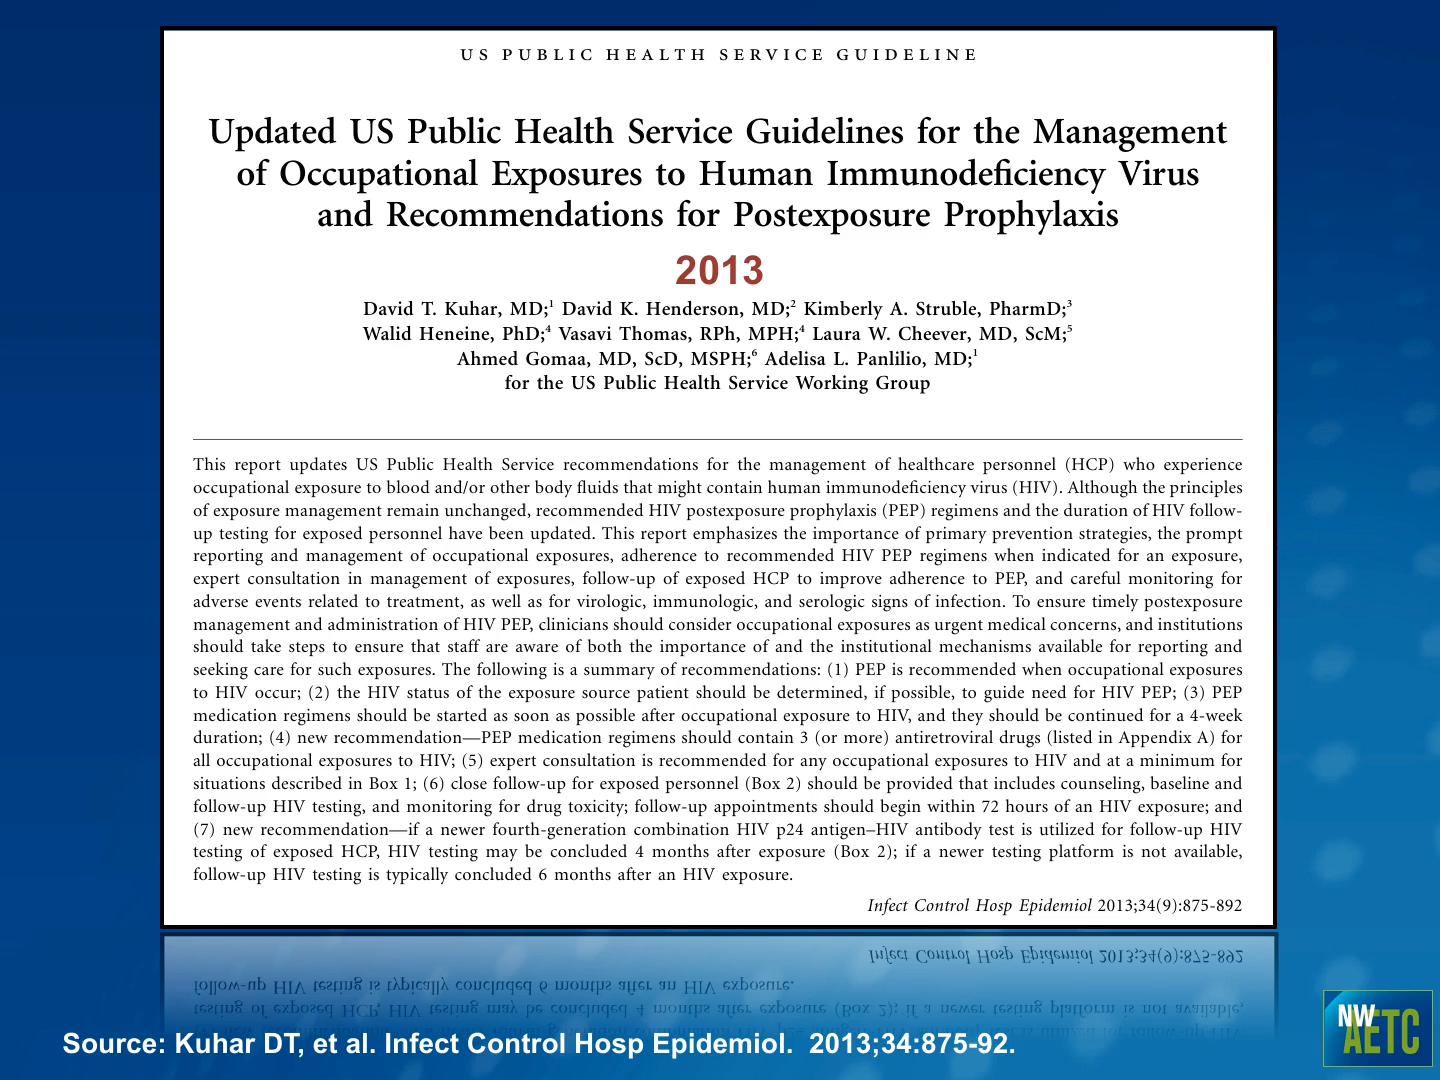 US PUBLIC HEALTH SERVICE GUIDELINE
Updated US Public Health Service Guidelines for the Management
of Occupational Exposures to Human Immunodeficiency Virus
and Recommendations for Postexposure Prophylaxis
2013
David T. Kuhar, MD;1 David K. Henderson, MD;2 Kimberly A. Struble, PharmD;3
Walid Heneine, PhD;4 Vasavi Thomas, RPh, MPH;4 Laura W. Cheever, MD, ScM;5
Ahmed Gomaa, MD, ScD, MSPH;6 Adelisa L. Panlilio, MD;1
for the US Public Health Service Working Group
This report updates US Public Health Service recommendations for the management of healthcare personnel (HCP) who experience
occupational exposure to blood and/or other body fluids that might contain human immunodeficiency virus (HIV). Although the principles
of exposure management remain unchanged, recommended HIV postexposure prophylaxis (PEP) regimens and the duration of HIV follow-
up testing for exposed personnel have been updated. This report emphasizes the importance of primary prevention strategies, the prompt
reporting and management of occupational exposures, adherence to recommended HIV PEP regimens when indicated for an exposure,
expert consultation in management of exposures, follow-up of exposed HCP to improve adherence to PEP, and careful monitoring for
adverse events related to treatment, as well as for virologic, immunologic, and serologic signs of infection. To ensure timely postexposure
management and administration of HIV PEP, clinicians should consider occupational exposures as urgent medical concerns, and institutions
should take steps to ensure that staff are aware of both the importance of and the institutional mechanisms available for reporting and
seeking care for such exposures. The following is a summary of recommendations: (1) PEP is recommended when occupational exposures
to HIV occur; (2) the HIV status of the exposure source patient should be determined, if possible, to guide need for HIV PEP; (3) PEP
medication regimens should be started as soon as possible after occupational exposure to HIV, and they should be continued for a 4-week
duration; (4) new recommendation—PEP medication regimens should contain 3 (or more) antiretroviral drugs (listed in Appendix A) for
all occupational exposures to HIV; (5) expert consultation is recommended for any occupational exposures to HIV and at a minimum for
situations described in Box 1; (6) close follow-up for exposed personnel (Box 2) should be provided that includes counseling, baseline and
follow-up HIV testing, and monitoring for drug toxicity; follow-up appointments should begin within 72 hours of an HIV exposure; and
(7) new recommendation—if a newer fourth-generation combination HIV p24 antigen–HIV antibody test is utilized for follow-up HIV
testing of exposed HCP, HIV testing may be concluded 4 months after exposure (Box 2); if a newer testing platform is not available,
follow-up HIV testing is typically concluded 6 months after an HIV exposure.
Infect Control Hosp Epidemiol 2013;34(9):875-892
Source: Kuhar DT, et al. Infect Control Hosp Epidemiol. 2013;34:875-92.
NW
AETC